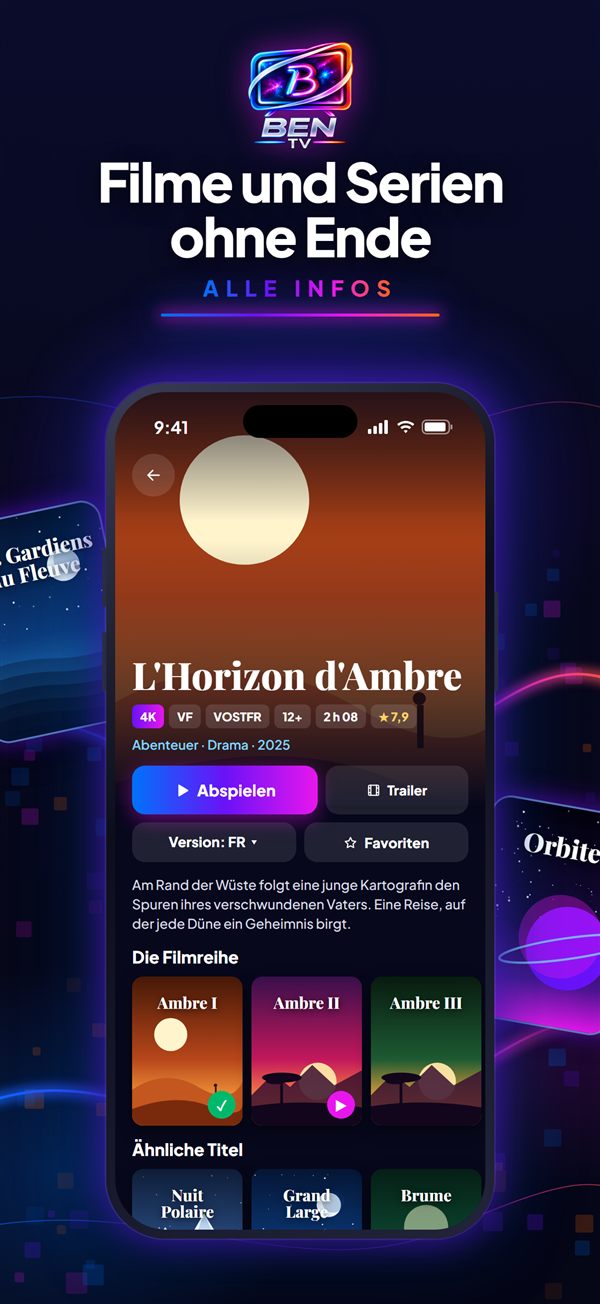 B
BEN
TV
Filme und Serien
ohne Ende
ALLE INFOS
9:41
Gardiens
du Fleuve
L'Horizon d'Ambre
4K VF VOSTFR 12+ 2 h 08 ★ 7,9
Abenteuer · Drama · 2025
Abspielen Trailer
Version: FR ▾ Favoriten
Am Rand der Wüste folgt eine junge Kartografin den
Spuren ihres verschwundenen Vaters. Eine Reise, auf
der jede Düne ein Geheimnis birgt.
Orbite
Die Filmreihe
Ambre I Ambre II Ambre III
Ähnliche Titel
Nuit
Polaire
Grand
Large
Brume